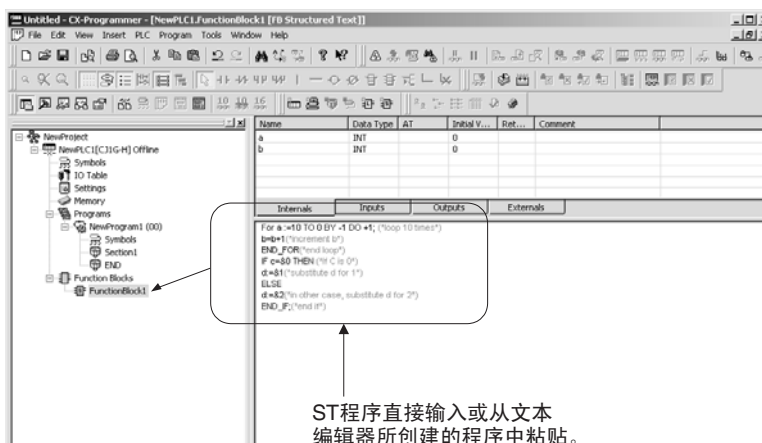 Untitled - CX-Programmer - [NewPLC1.FunctionBlock1 [FB Structured Text]]
File Edit View Insert PLC Program Tools Window Help
NewProject
NewPLC1[CJ1G-H] Offline
Symbols
IO Table
Settings
Memory
Programs
NewProgram1 (00)
Symbols
Section1
END
Function Blocks
FunctionBlock1
Name Data Type AT Initial V... Ret... Comment
a INT 0
b INT 0
Internals Inputs Outputs Externals
For a :=10 TO 0 BY -1 DO +1; (*loop 10 times*)
b=b+1(*increment b*)
END_FOR(*end loop*)
IF c=&0 THEN (*if C is 0*)
d:=&1(*substitute d for 1*)
ELSE
d:=&2(*in other case, substitute d for 2*)
END_IF;(*end if*)
ST程序直接输入或从文本
编辑器所创建的程序中粘贴。